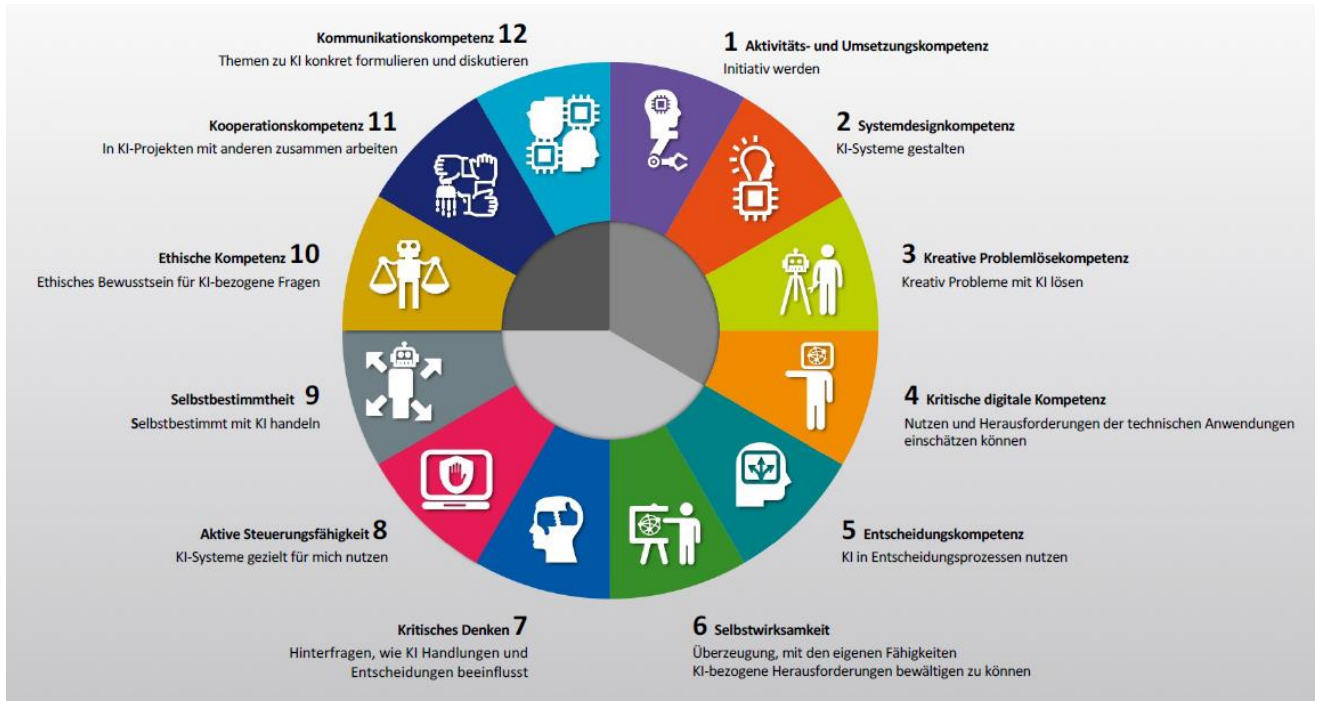 Kommunikationskompetenz 12
Themen zu KI konkret formulieren und diskutieren
1 Aktivitäts- und Umsetzungskompetenz
Initiativ werden
Kooperationskompetenz 11
In KI-Projekten mit anderen zusammen arbeiten
2 Systemdesignkompetenz
KI-Systeme gestalten
Ethische Kompetenz 10
Ethisches Bewusstsein für KI-bezogene Fragen
3 Kreative Problemlösekompetenz
Kreativ Probleme mit KI lösen
Selbstbestimmtheit 9
Selbstbestimmt mit KI handeln
4 Kritische digitale Kompetenz
Nutzen und Herausforderungen der technischen Anwendungen
einschätzen können
Aktive Steuerungsfähigkeit 8
KI-Systeme gezielt für mich nutzen
5 Entscheidungskompetenz
KI in Entscheidungsprozessen nutzen
Kritisches Denken 7
Hinterfragen, wie KI Handlungen und
Entscheidungen beeinflusst
6 Selbstwirksamkeit
Überzeugung, mit den eigenen Fähigkeiten
KI-bezogene Herausforderungen bewältigen zu können